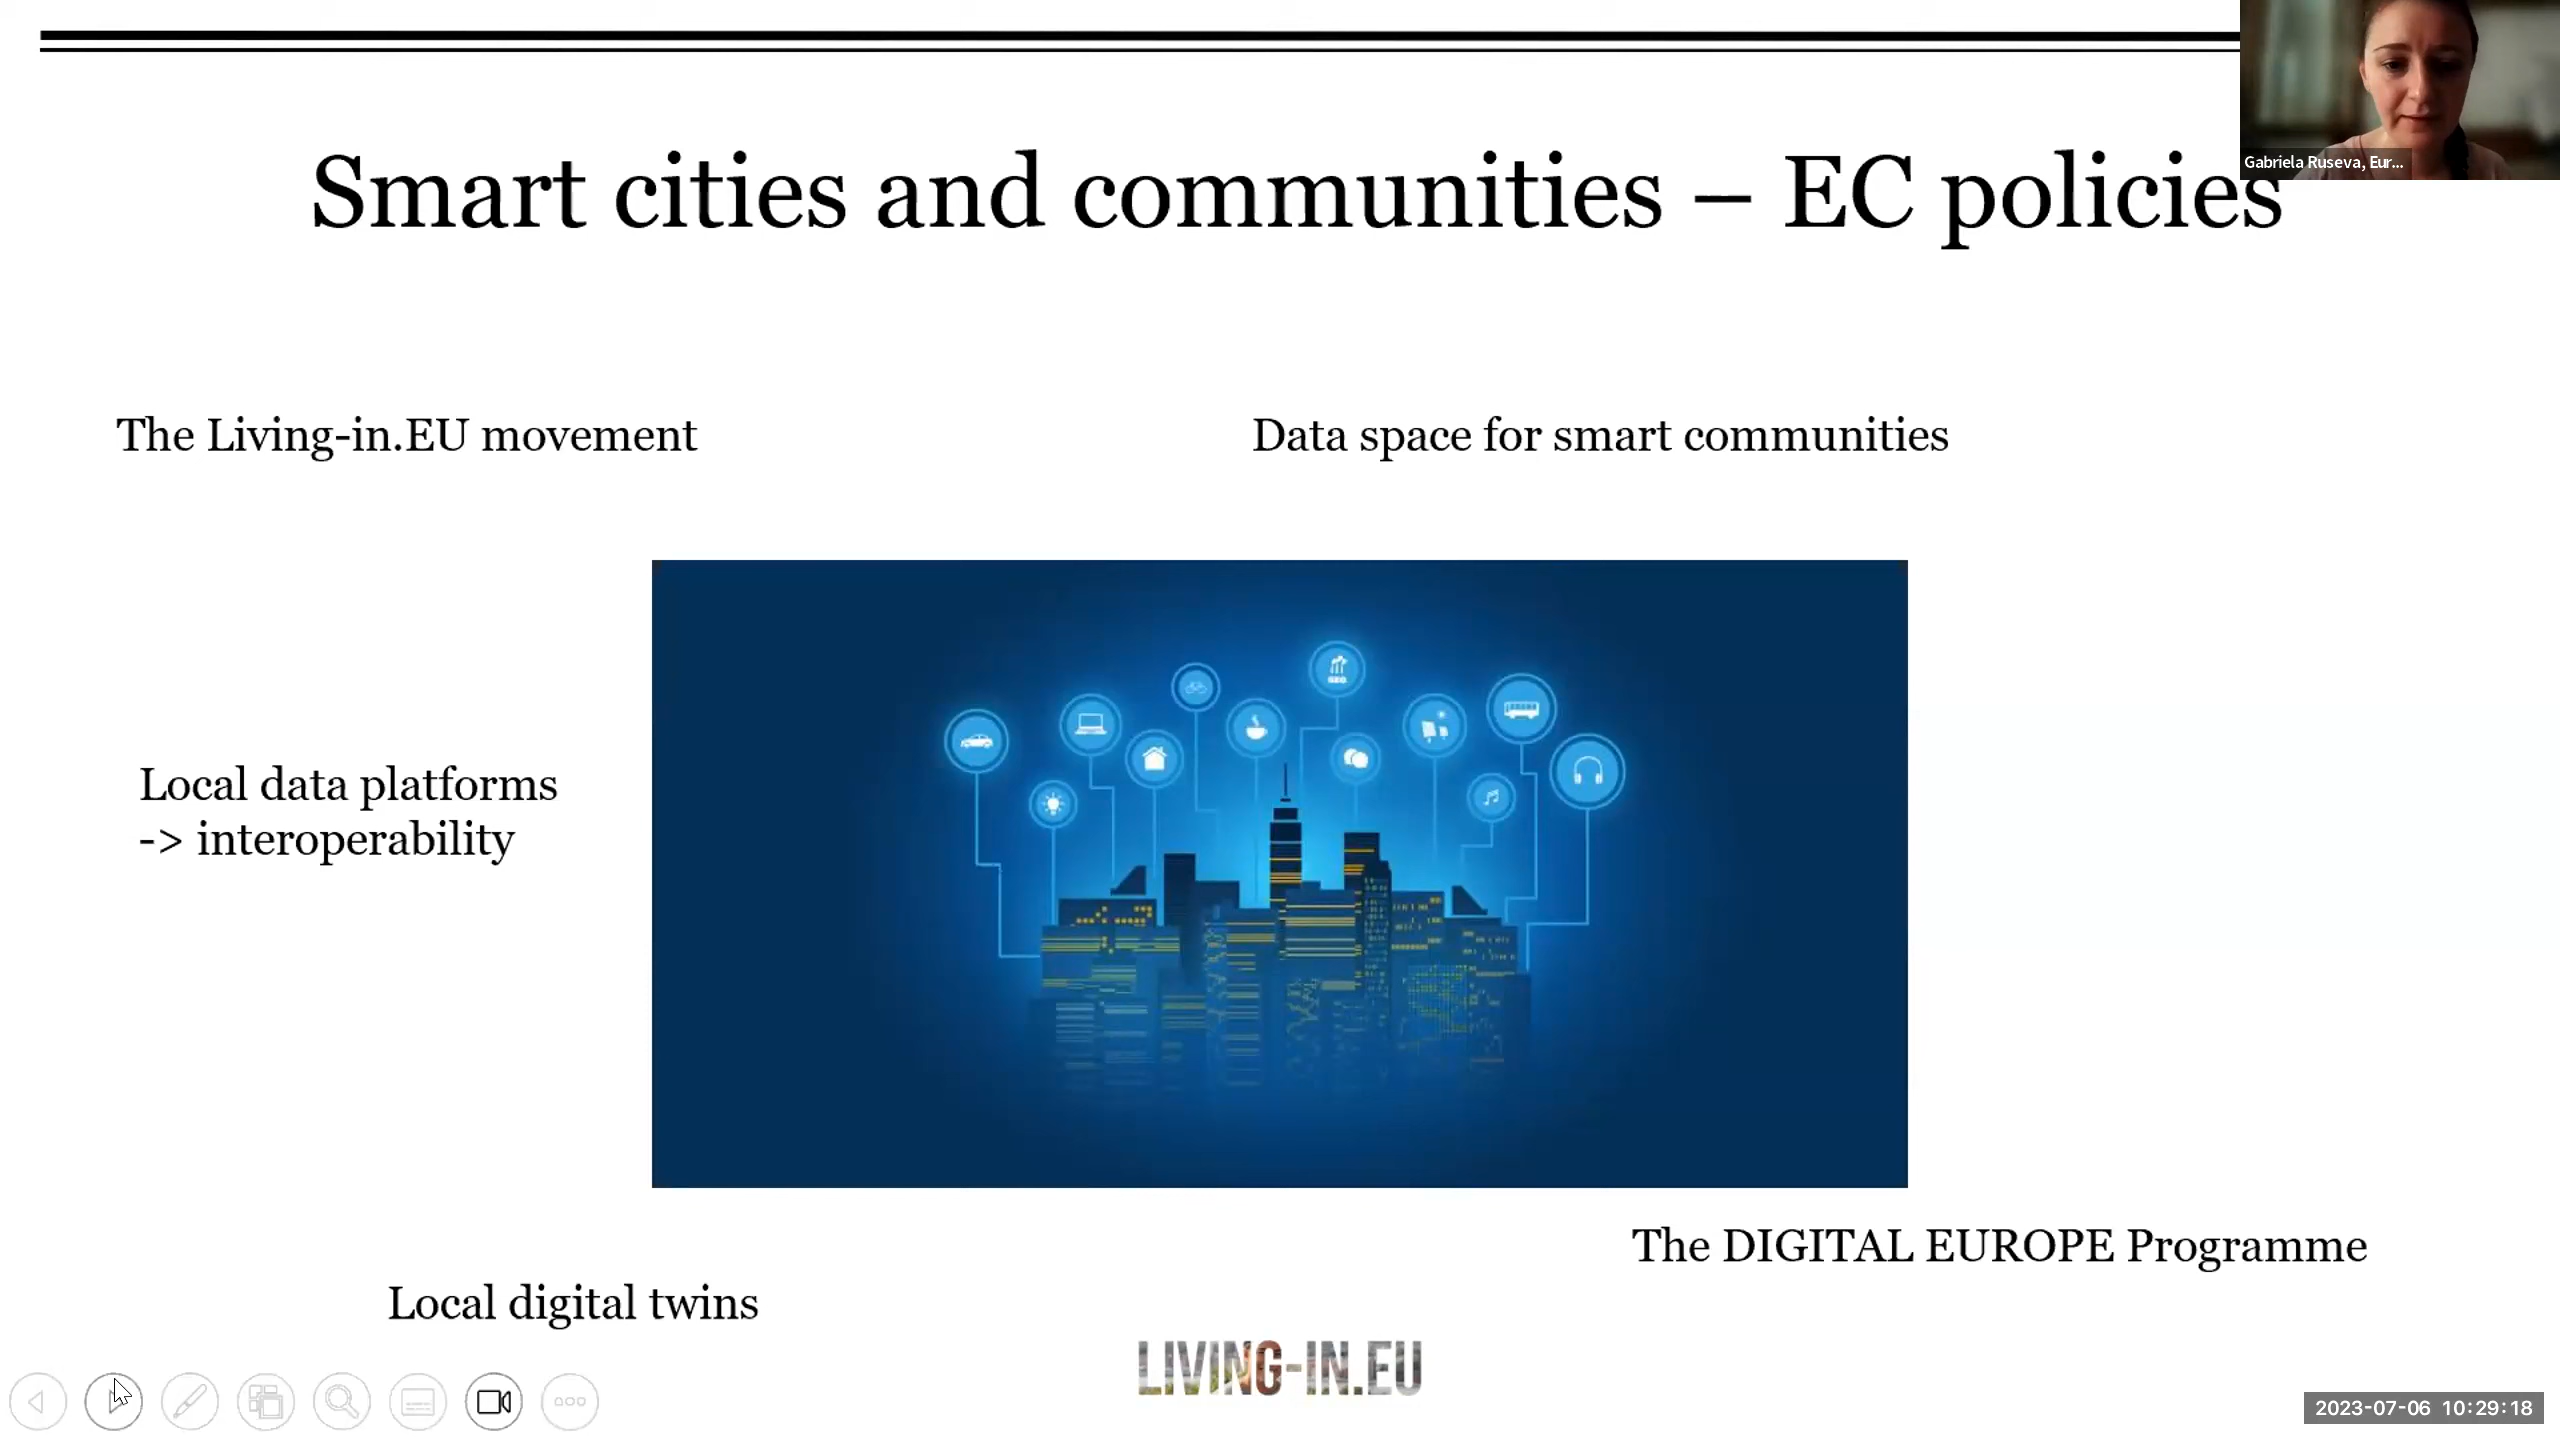 Gabriela Ruseva, Eur...
Smart cities and communities – EC policies
The Living-in.EU movement
Data space for smart communities
Local data platforms
-> interoperability
The DIGITAL EUROPE Programme
Local digital twins
LIVING-IN.EU
2023-07-06 10:29:18